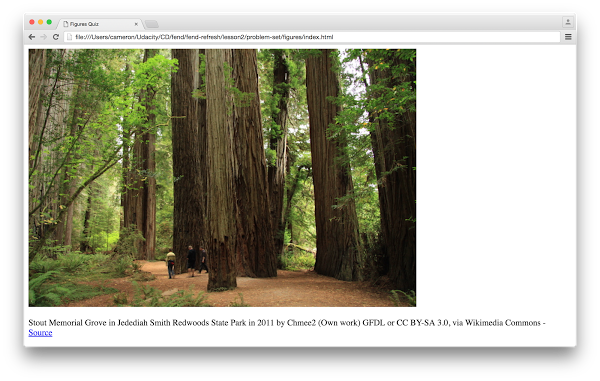 Figures Quiz
file:///Users/cameron/Udacity/CD/fend/fend-refresh/lesson2/problem-set/figures/index.html
Stout Memorial Grove in Jedediah Smith Redwoods State Park in 2011 by Chmee2 (Own work) GFDL or CC BY-SA 3.0, via Wikimedia Commons -
Source